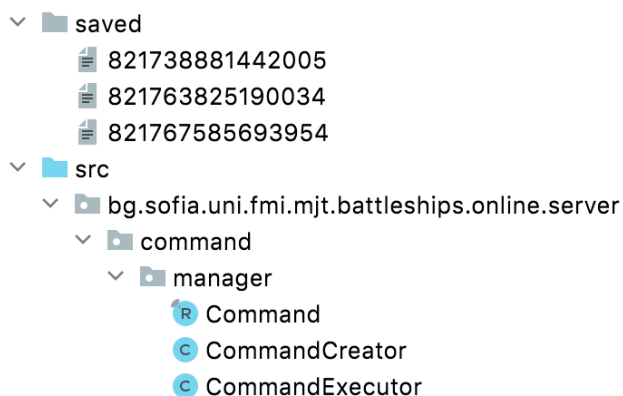 saved
821738881442005
821763825190034
821767585693954
src
bg.sofia.uni.fmi.mjt.battleships.online.server
command
manager
R Command
C CommandCreator
C CommandExecutor